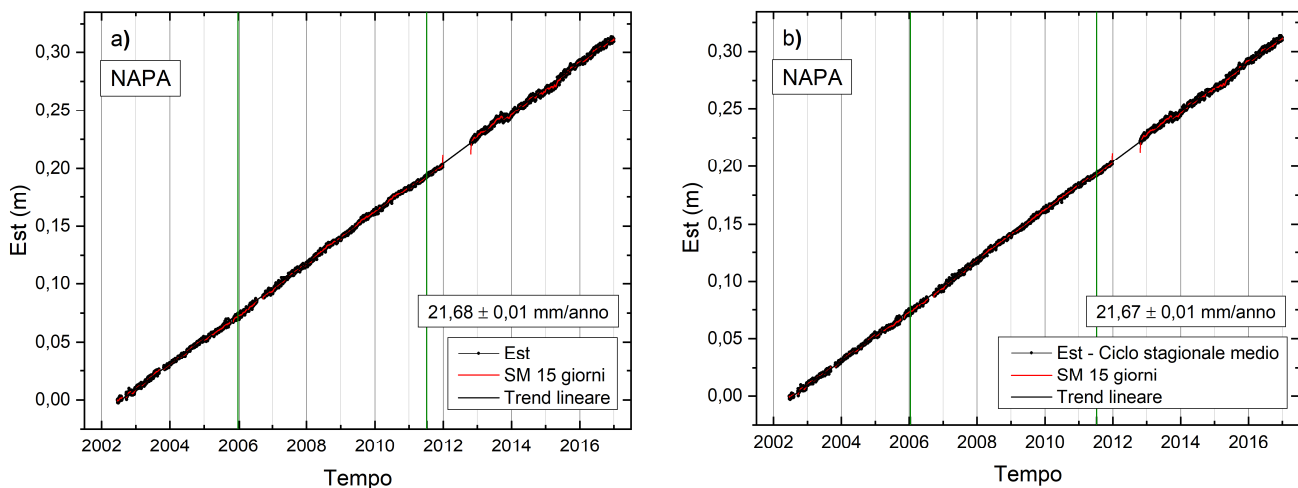 a)
NAPA
Est (m)
0,30
0,25
0,20
0,15
0,10
0,05
0,00
21,68 ± 0,01 mm/anno
Est
SM 15 giorni
Trend lineare
2002 2004 2006 2008 2010 2012 2014 2016
Tempo
b)
NAPA
Est (m)
0,30
0,25
0,20
0,15
0,10
0,05
0,00
21,67 ± 0,01 mm/anno
Est - Ciclo stagionale medio
SM 15 giorni
Trend lineare
2002 2004 2006 2008 2010 2012 2014 2016
Tempo